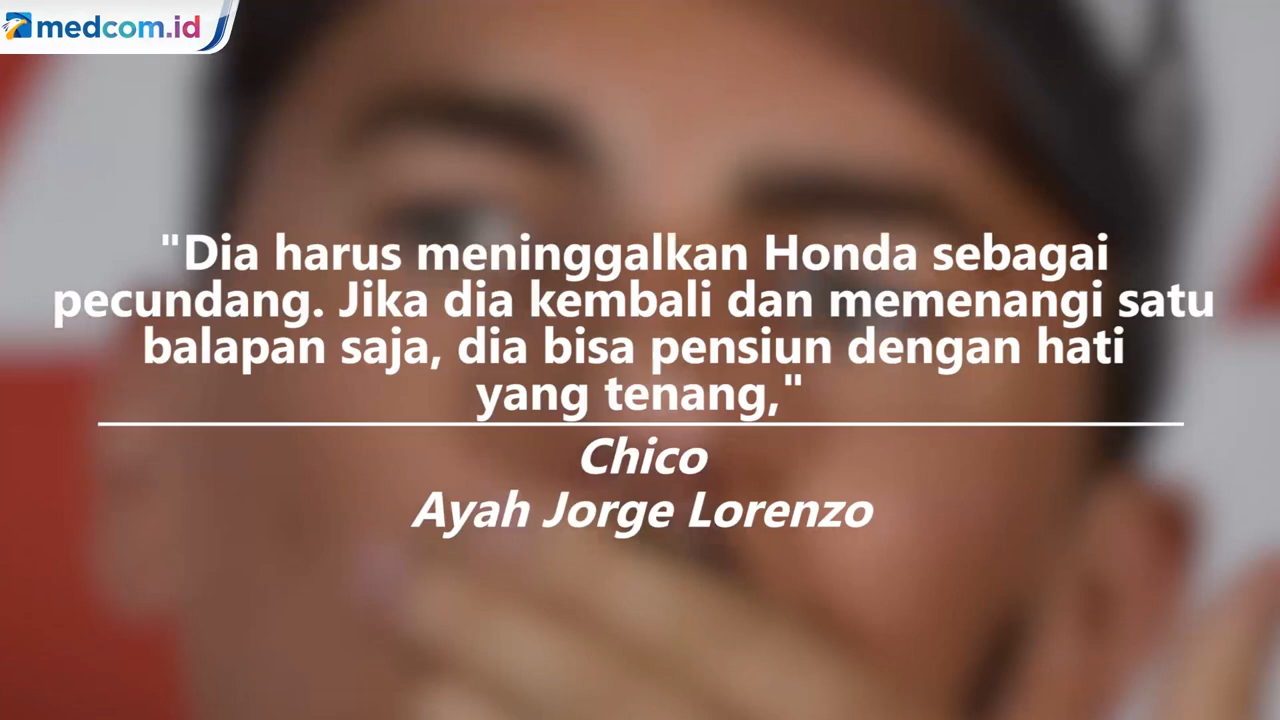 medcom.id
"Dia harus meninggalkan Honda sebagai
pecundang. Jika dia kembali dan memenangi satu
balapan saja, dia bisa pensiun dengan hati
yang tenang,"
Chico
Ayah Jorge Lorenzo